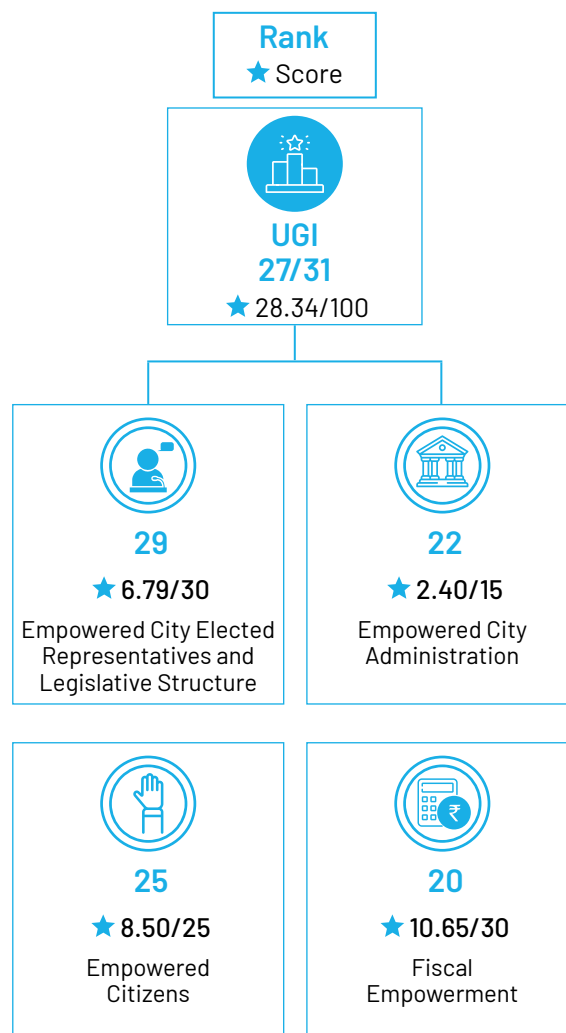 Rank
★ Score
UGI
27/31
★ 28.34/100
29
★ 6.79/30
Empowered City Elected
Representatives and
Legislative Structure
22
★ 2.40/15
Empowered City
Administration
25
★ 8.50/25
Empowered
Citizens
₹
20
★ 10.65/30
Fiscal
Empowerment